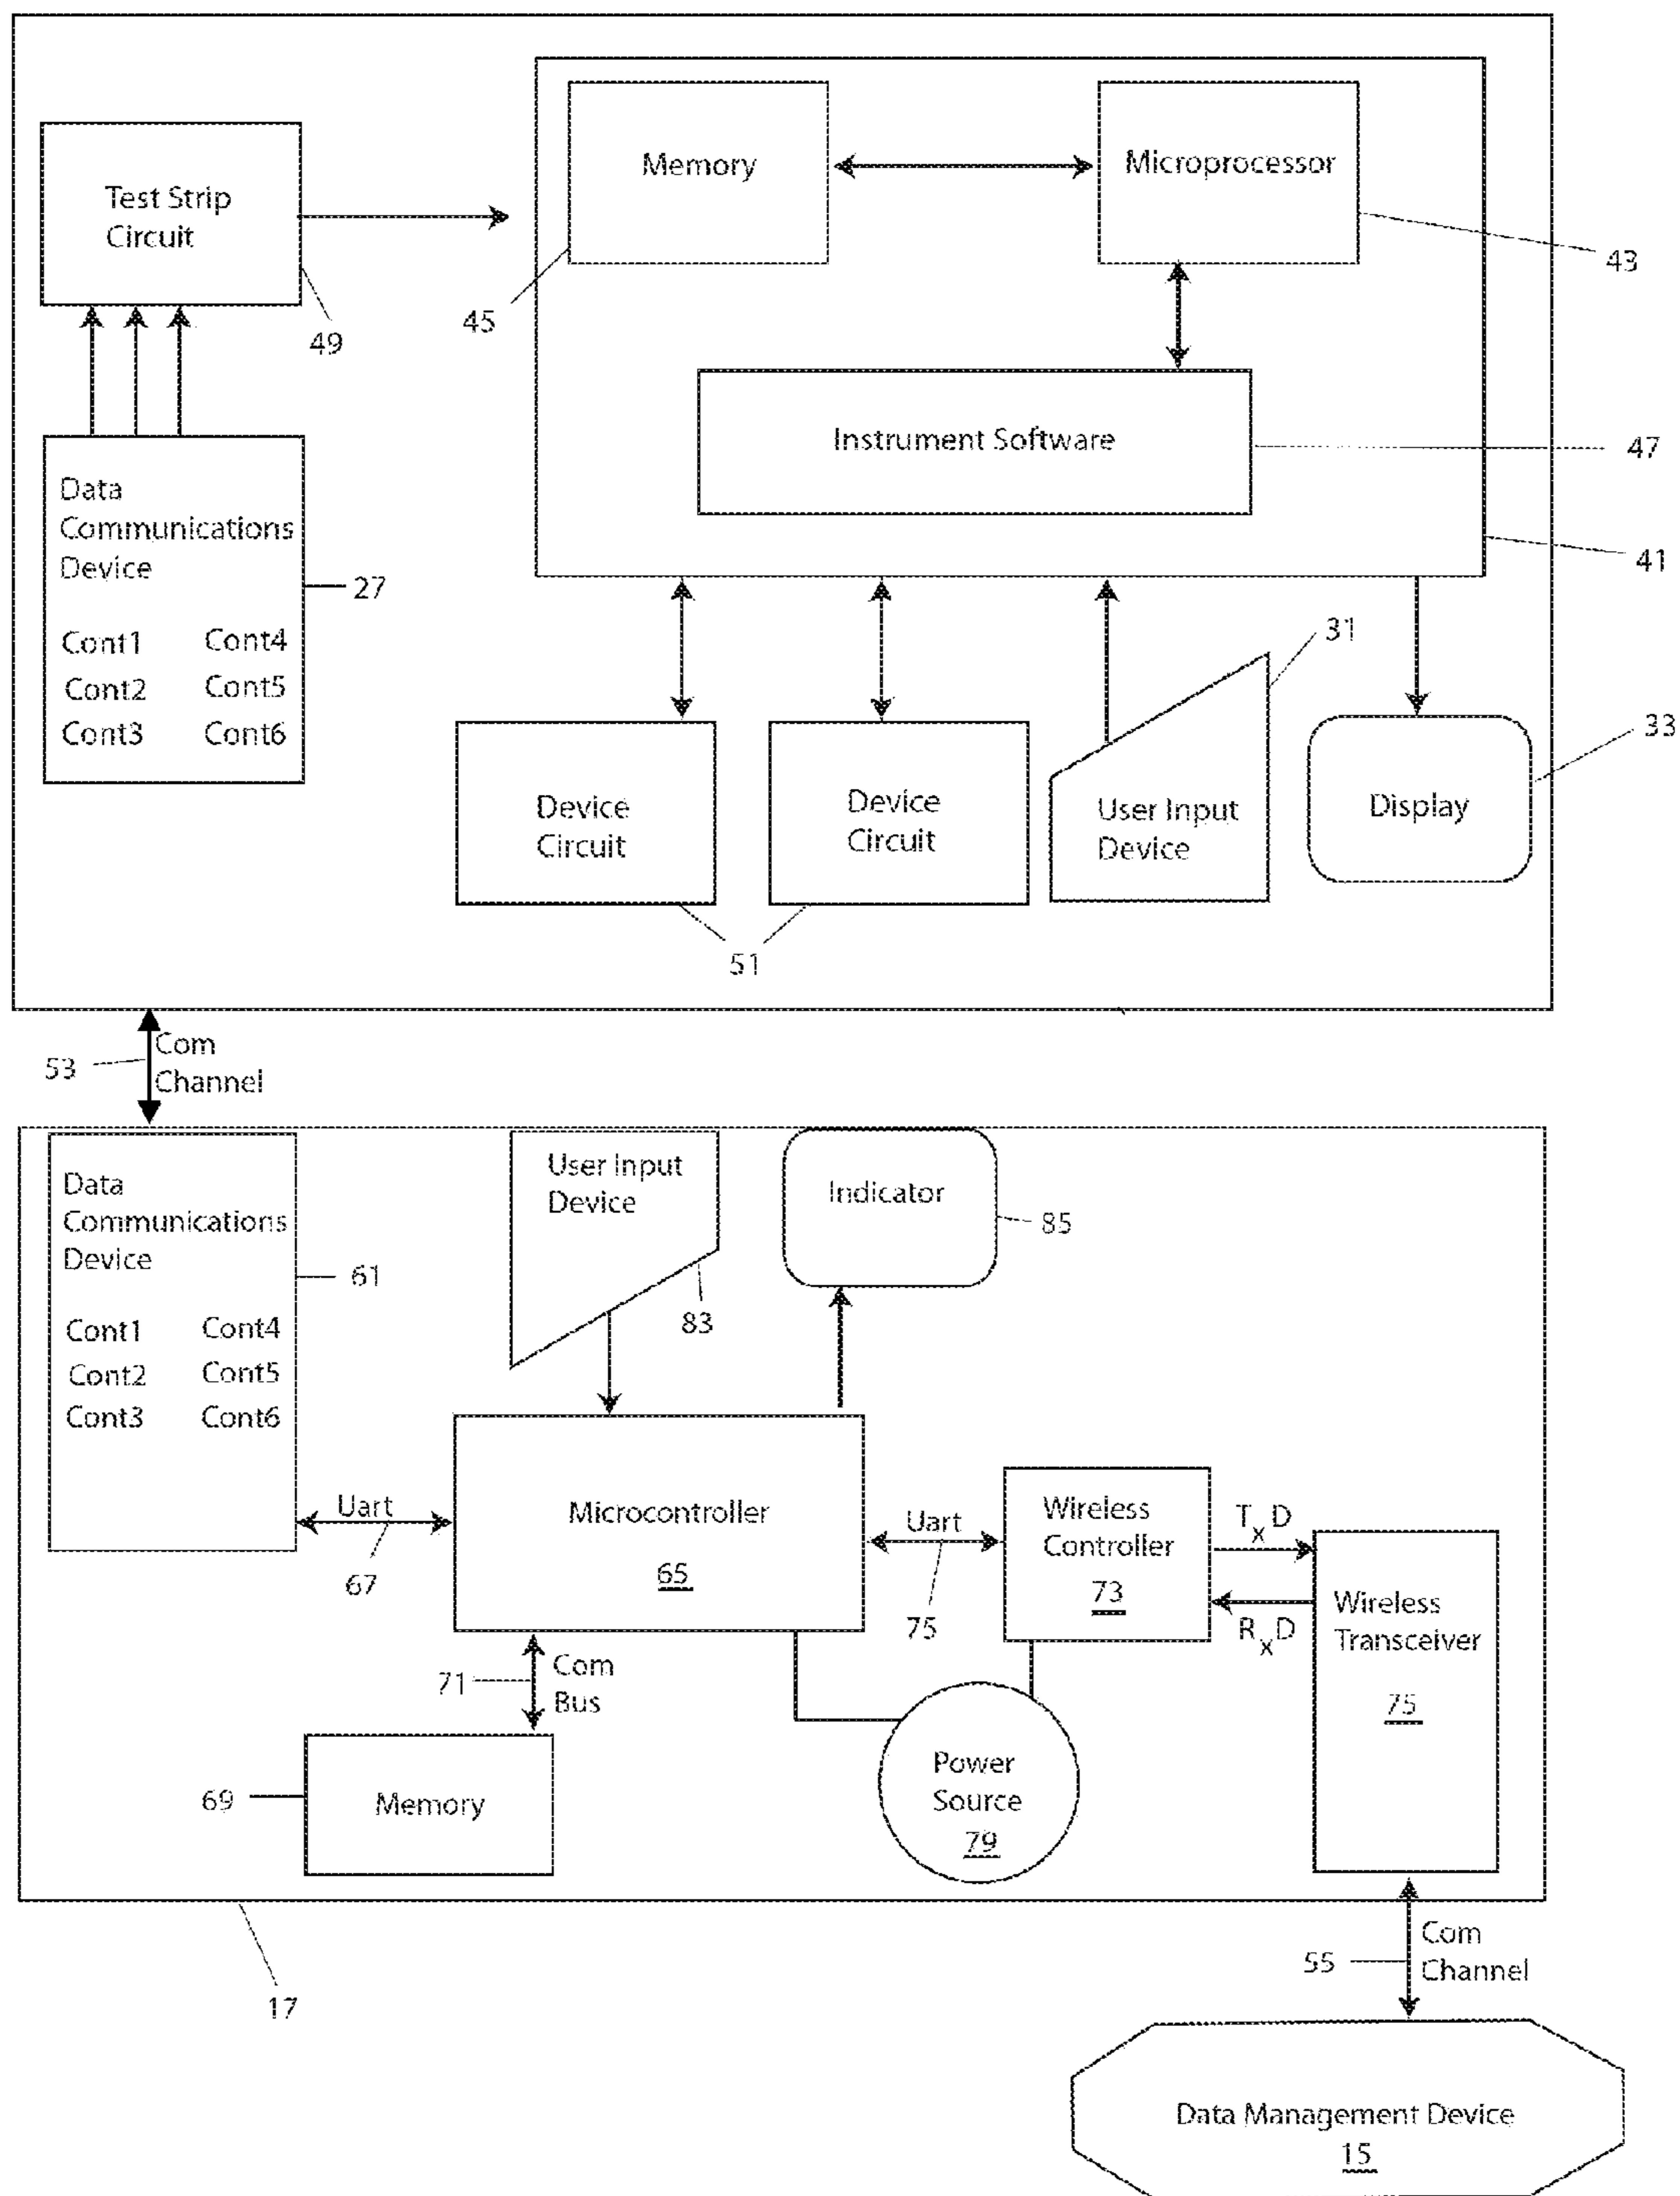 Memory
Microprocessor
Test Strip
Circuit
43
45
49
Instrument Software
47
Data
Communications
Device
41
27
Cont1 Cont4
Cont2 Cont5
Cont3 Cont6
31
33
Device
Circuit
Device
Circuit
User Input
Device
Display
51
53
Com
Channel
Data
Communications
Device
User Input
Device
Indicator
85
61
83
Cont1 Cont4
Cont2 Cont5
Cont3 Cont6
Uart
67
Microcontroller
65
Uart
75
Wireless
Controller
73
TxD
RxD
Wireless
Transceiver
75
71
Com
Bus
69
Memory
Power
Source
79
17
55
Com
Channel
Data Management Device
15